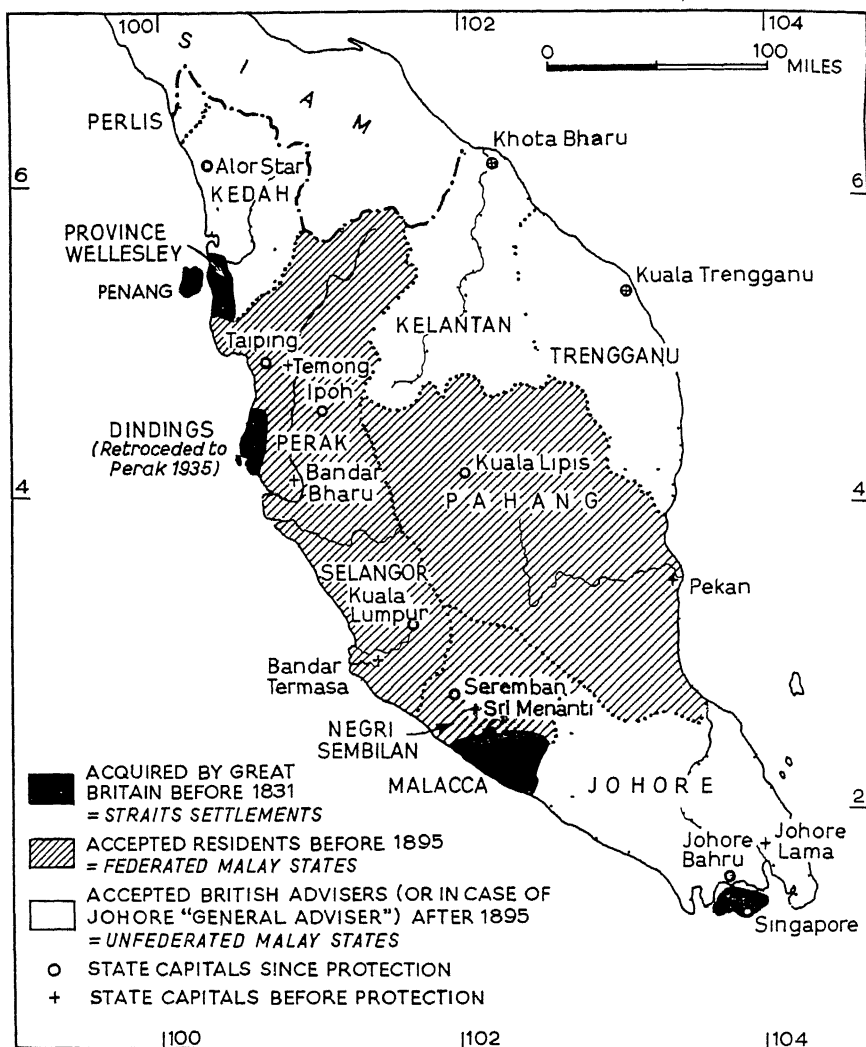 100
102
104
0
100
MILES
S I A M
PERLIS
Khota Bharu
6
6
Alor Star
KEDAH
PROVINCE
WELLESLEY
PENANG
Kuala Trengganu
KELANTAN
TRENGGANU
Taiping
Temong
Ipoh
DINDINGS
(Retroceded to
Perak 1935)
PERAK
Bandar
Bharu
Kuala Lipis
PAHANG
4
4
SELANGOR
Kuala
Lumpur
Pekan
Bandar
Termasa
Seremban
Sri Menanti
NEGRI
SEMBILAN
MALACCA
JOHORE
2
Johore
Bahru
Johore
Lama
Singapore
ACQUIRED BY GREAT
BRITAIN BEFORE 1831
= STRAITS SETTLEMENTS
ACCEPTED RESIDENTS BEFORE 1895
= FEDERATED MALAY STATES
ACCEPTED BRITISH ADVISERS (OR IN CASE OF
JOHORE "GENERAL ADVISER") AFTER 1895
= UNFEDERATED MALAY STATES
STATE CAPITALS SINCE PROTECTION
STATE CAPITALS BEFORE PROTECTION
100
102
104